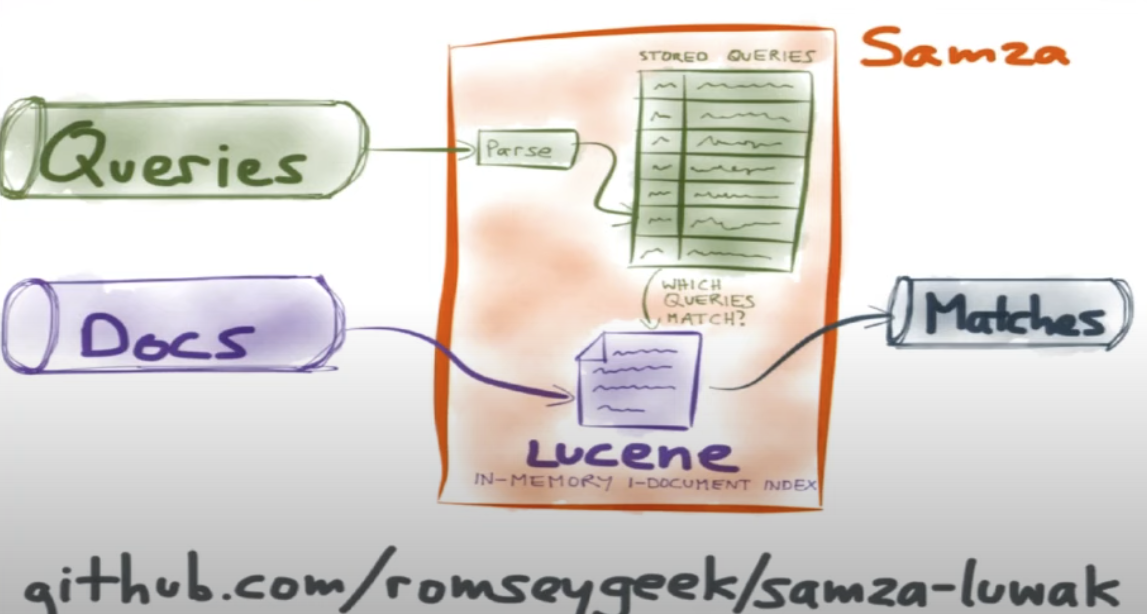 Samza
STORED QUERIES
Queries
Parse
WHICH
QUERIES
MATCH?
Docs
Matches
Lucene
IN-MEMORY 1-DOCUMENT INDEX
github.com/romseygeek/samza-luwak